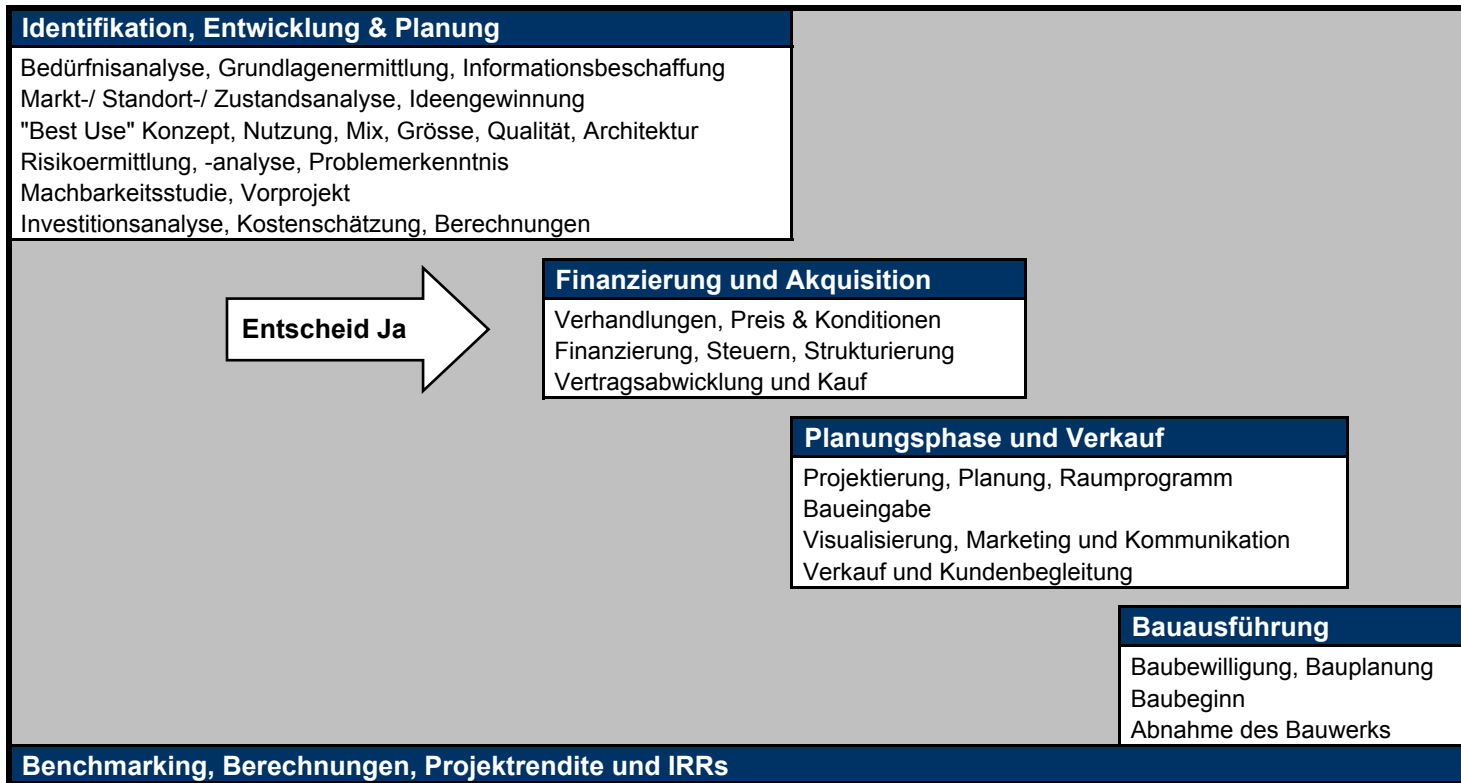 Identifikation, Entwicklung & Planung
Bedürfnisanalyse, Grundlagenermittlung, Informationsbeschaffung
Markt-/ Standort-/ Zustandsanalyse, Ideengewinnung
"Best Use" Konzept, Nutzung, Mix, Grösse, Qualität, Architektur
Risikoermittlung, -analyse, Problemerkenntnis
Machbarkeitsstudie, Vorprojekt
Investitionsanalyse, Kostenschätzung, Berechnungen
Entscheid Ja
Finanzierung und Akquisition
Verhandlungen, Preis & Konditionen
Finanzierung, Steuern, Strukturierung
Vertragsabwicklung und Kauf
Planungsphase und Verkauf
Projektierung, Planung, Raumprogramm
Baueingabe
Visualisierung, Marketing und Kommunikation
Verkauf und Kundenbegleitung
Bauausführung
Baubewilligung, Bauplanung
Baubeginn
Abnahme des Bauwerks
Benchmarking, Berechnungen, Projektrendite und IRRs